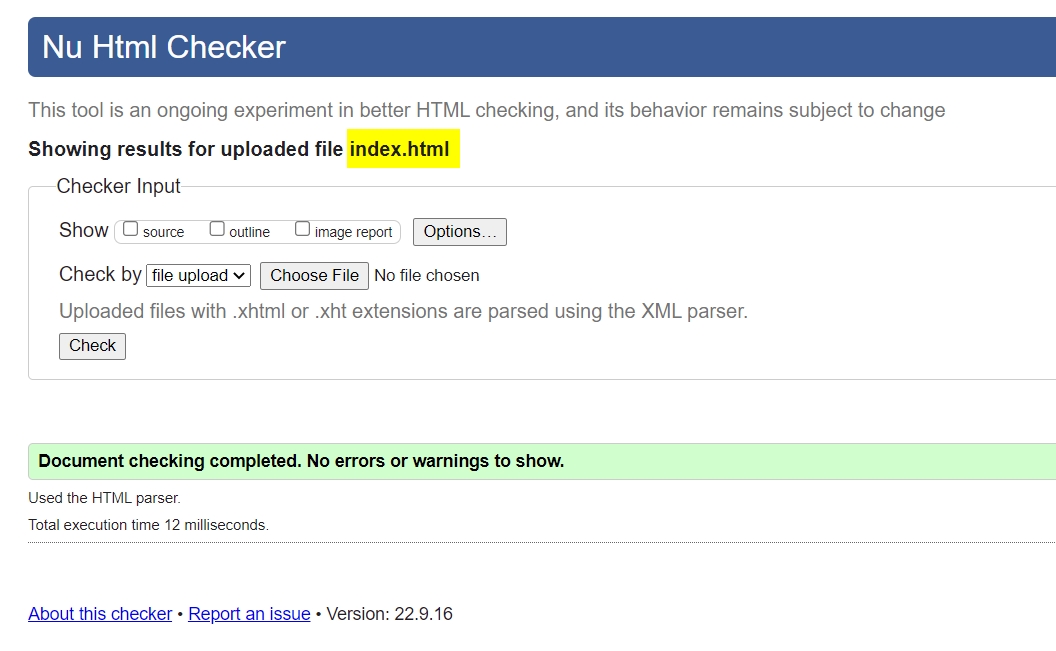 Nu Html Checker
This tool is an ongoing experiment in better HTML checking, and its behavior remains subject to change
Showing results for uploaded file index.html
Checker Input
Show source outline image report Options...
Check by file upload Choose File No file chosen
Uploaded files with .xhtml or .xht extensions are parsed using the XML parser.
Check
Document checking completed. No errors or warnings to show.
Used the HTML parser.
Total execution time 12 milliseconds.
About this checker • Report an issue • Version: 22.9.16